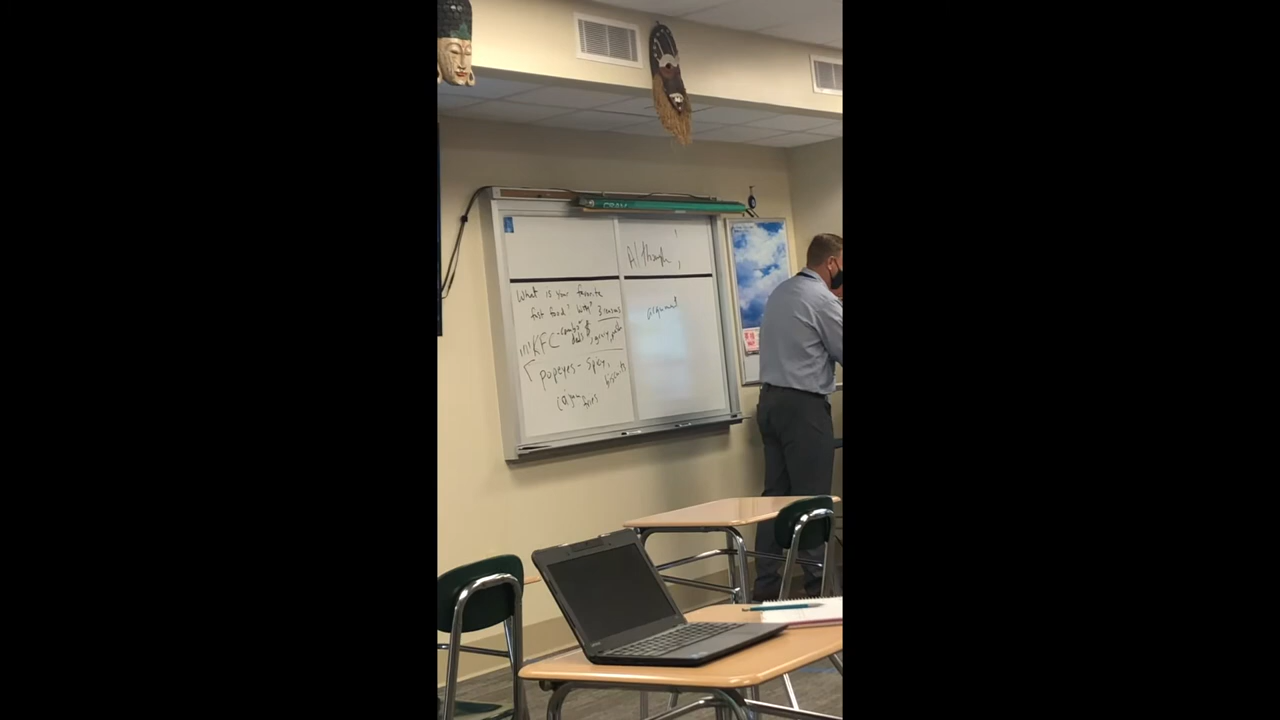 Although,
What is your favorite
fast food? Why? 3 reasons
KFC - combo
deals $, gravy,
Popeyes - spicy,
biscuits
Cajun fries
argument